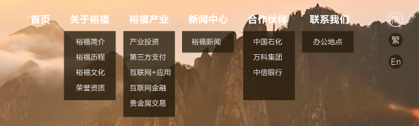 首页 关于裕福 裕福产业 新闻中心 合作伙伴 联系我们 简
裕福简介 产业投资 裕福新闻 中国石化 办公地点 繁
裕福历程 第三方支付 万科集团
裕福文化 互联网+应用 中信银行 En
荣誉资质 互联网金融
贵金属交易